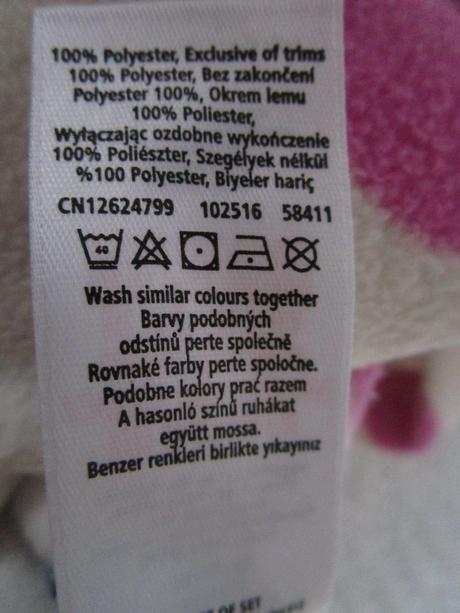 100% Polyester, Exclusive of trims
100% Polyester, Bez zakončení
Polyester 100%, Okrem lemu
100% Poliester,
Wyłączając ozdobne wykończenie
100% Poliészter, Szegélyek nélkül
%100 Polyester, Biyeler hariç
CN12624799 102516 58411
40
Wash similar colours together
Barvy podobných
odstínů perte společně
Rovnaké farby perte spoločne.
Podobne kolory prać razem
A hasonló színű ruhákat
együtt mossa.
Benzer renkleri birlikte yıkayınız
OF SET